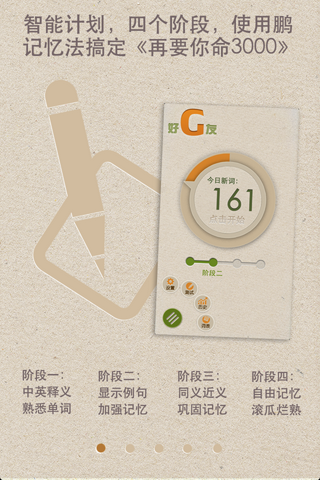 智能计划，四个阶段，使用鹏
记忆法搞定《再要你命3000》
好G友
今日新词：
161
点击开始
阶段二
设置
测试
历史
词库
阶段一：
中英释义
熟悉单词
阶段二：
显示例句
加强记忆
阶段三：
同义近义
巩固记忆
阶段四：
自由记忆
滚瓜烂熟